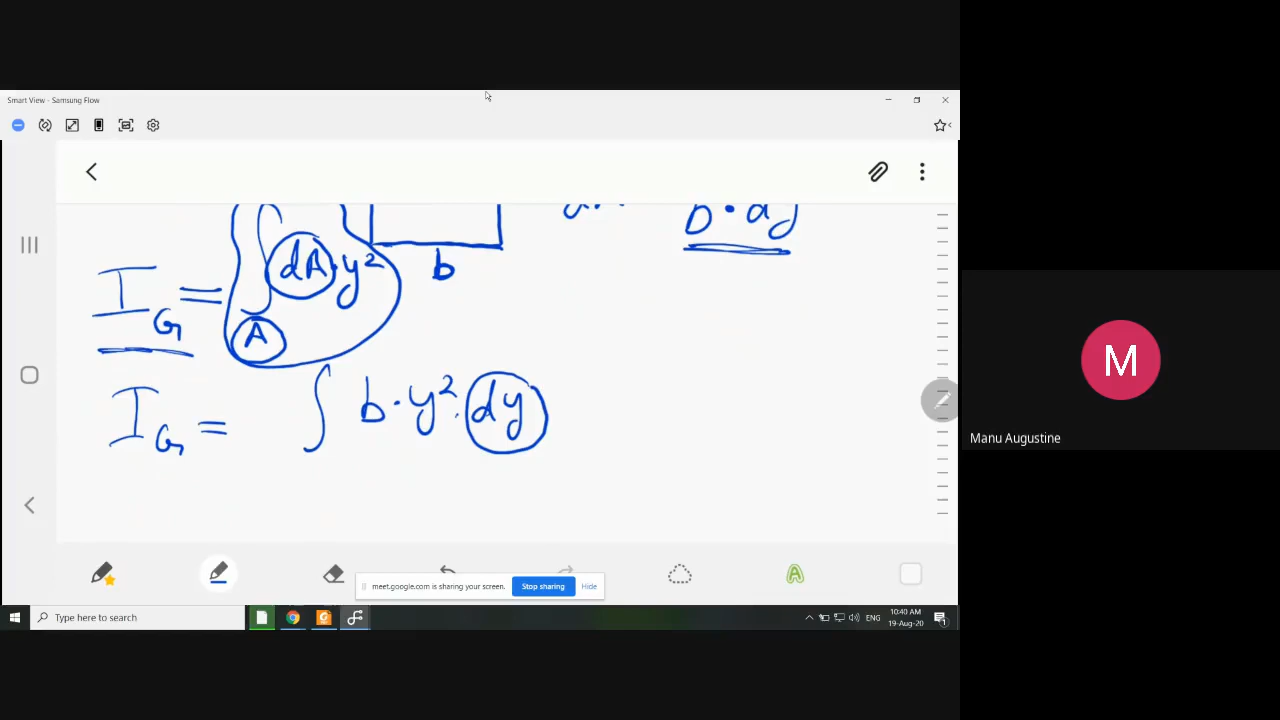 Smart View - Samsung Flow
b · dy
I_G = ∫_A dA · y²
b
I_G = ∫ b · y² · dy
M
Manu Augustine
meet.google.com is sharing your screen. Stop sharing Hide
Type here to search
ENG
10:40 AM
19-Aug-20